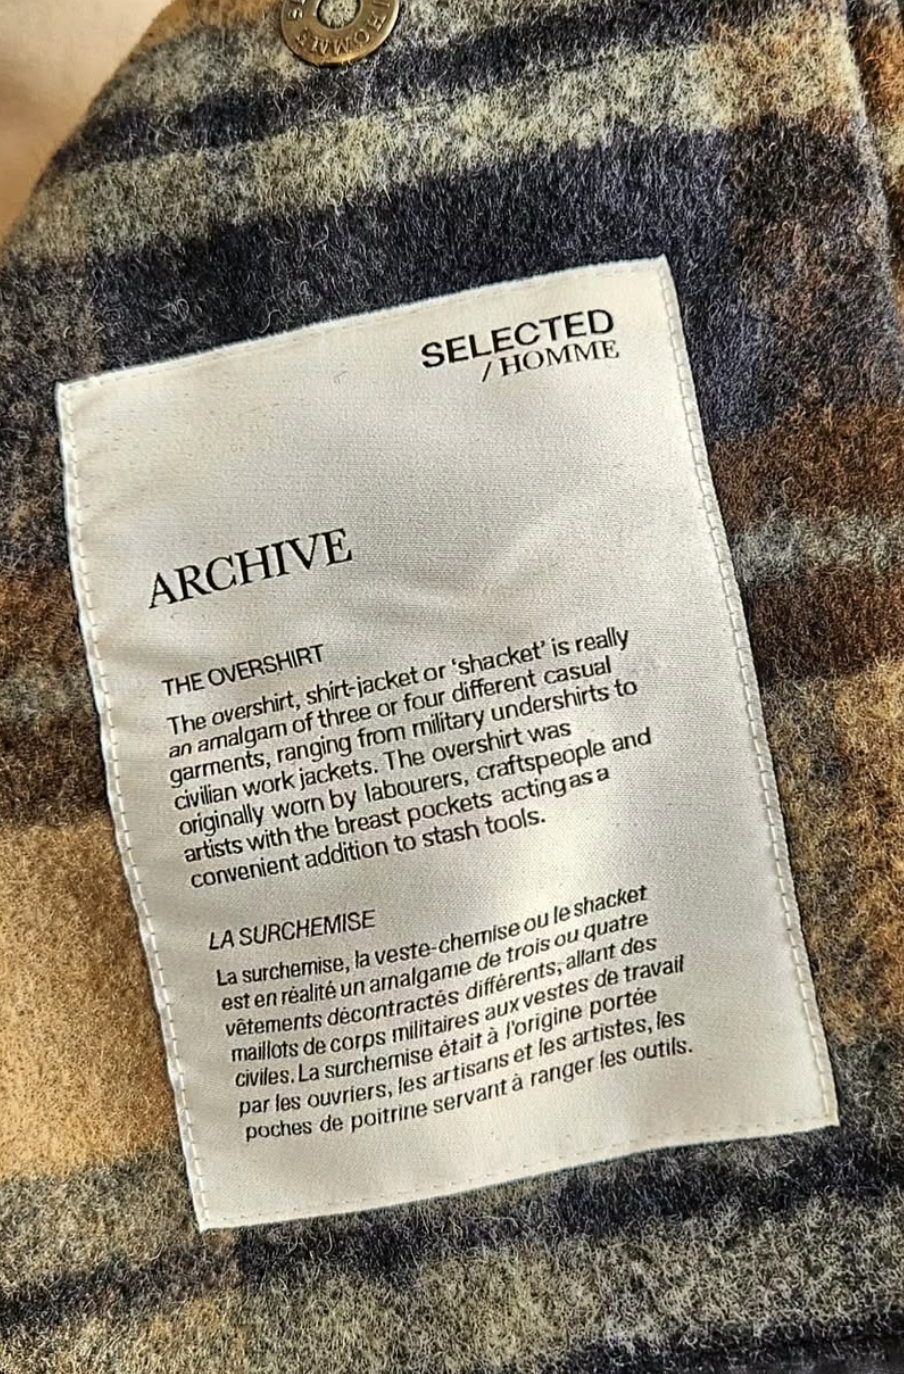 HOMME
SELECTED
/ HOMME
ARCHIVE
THE OVERSHIRT
The overshirt, shirt-jacket or ‘shacket’ is really
an amalgam of three or four different casual
garments, ranging from military undershirts to
civilian work jackets. The overshirt was
originally worn by labourers, craftspeople and
artists with the breast pockets acting as a
convenient addition to stash tools.
LA SURCHEMISE
La surchemise, la veste-chemise ou le shacket
est en réalité un amalgame de trois ou quatre
vêtements décontractés différents, allant des
maillots de corps militaires aux vestes de travail
civiles. La surchemise était à l'origine portée
par les ouvriers, les artisans et les artistes, les
poches de poitrine servant à ranger les outils.